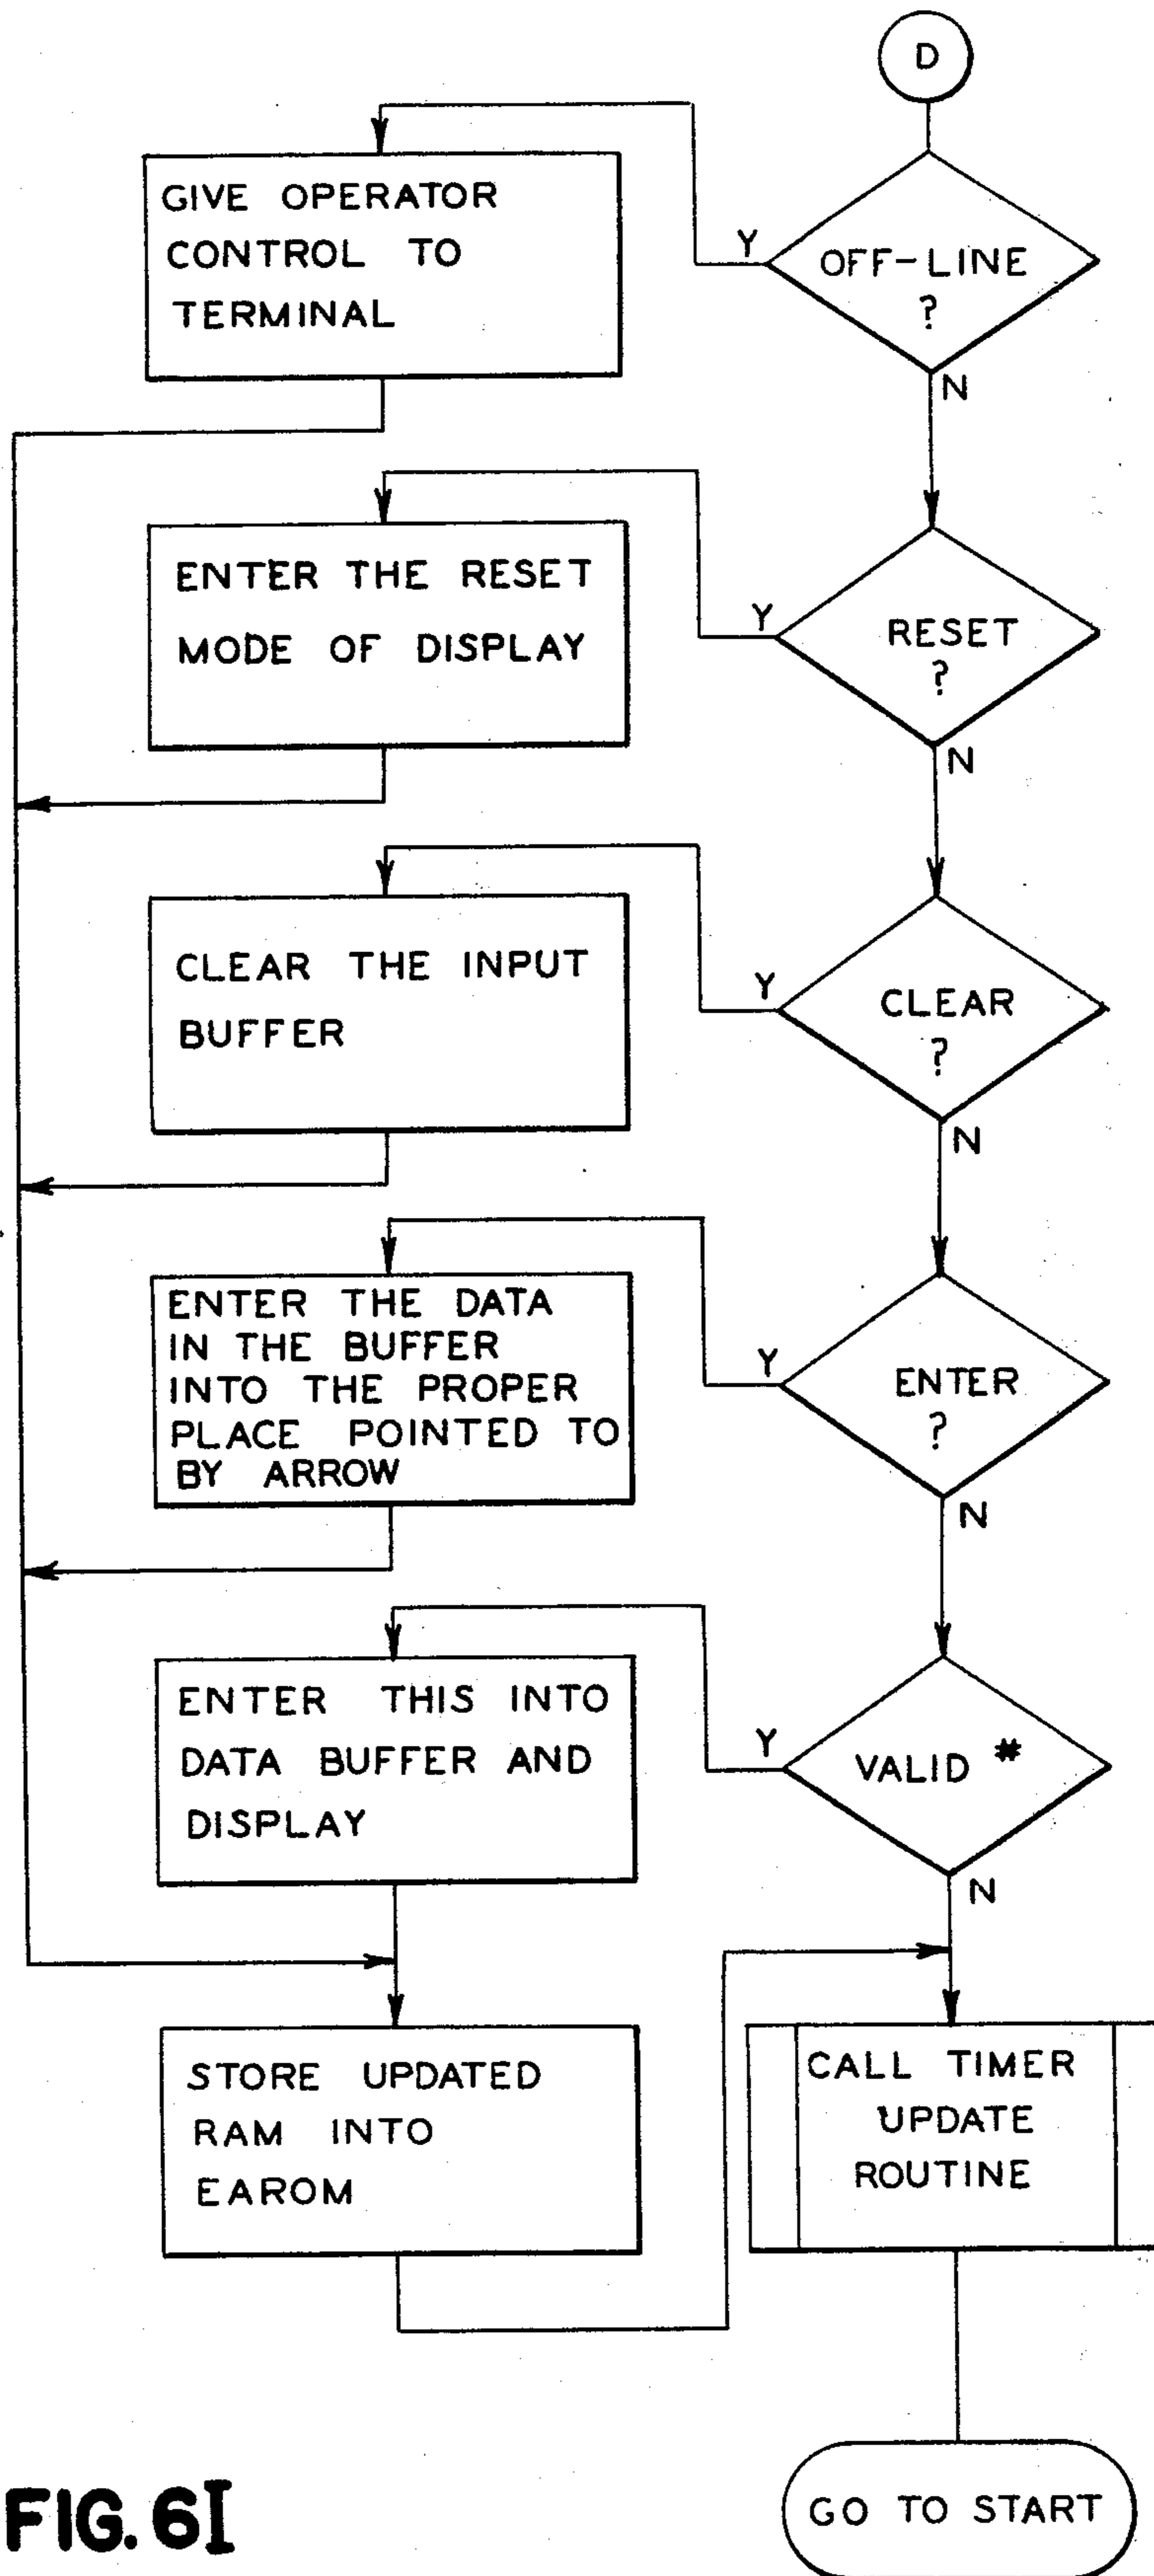 D
GIVE OPERATOR
CONTROL TO
TERMINAL
Y
OFF-LINE
?
N
ENTER THE RESET
MODE OF DISPLAY
Y
RESET
?
N
CLEAR THE INPUT
BUFFER
Y
CLEAR
?
N
ENTER THE DATA
IN THE BUFFER
INTO THE PROPER
PLACE POINTED TO
BY ARROW
Y
ENTER
?
N
ENTER THIS INTO
DATA BUFFER AND
DISPLAY
Y
VALID #
N
STORE UPDATED
RAM INTO
EAROM
CALL TIMER
UPDATE
ROUTINE
GO TO START
FIG. 6I